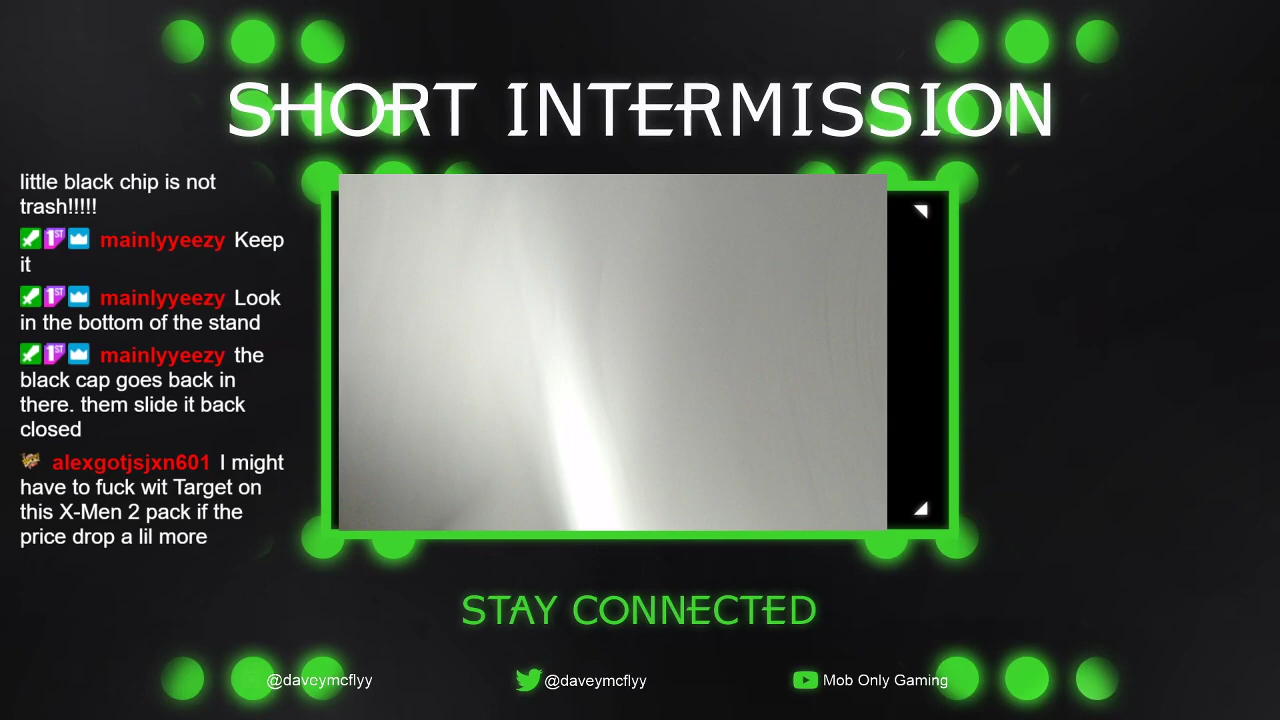 SHORT INTERMISSION
little black chip is not
trash!!!!!
1ST mainlyyeezy Keep
it
1ST mainlyyeezy Look
in the bottom of the stand
1ST mainlyyeezy the
black cap goes back in
there. them slide it back
closed
alexgotjsjxn601 I might
have to fuck wit Target on
this X-Men 2 pack if the
price drop a lil more
STAY CONNECTED
@daveymcflyy
@daveymcflyy
Mob Only Gaming